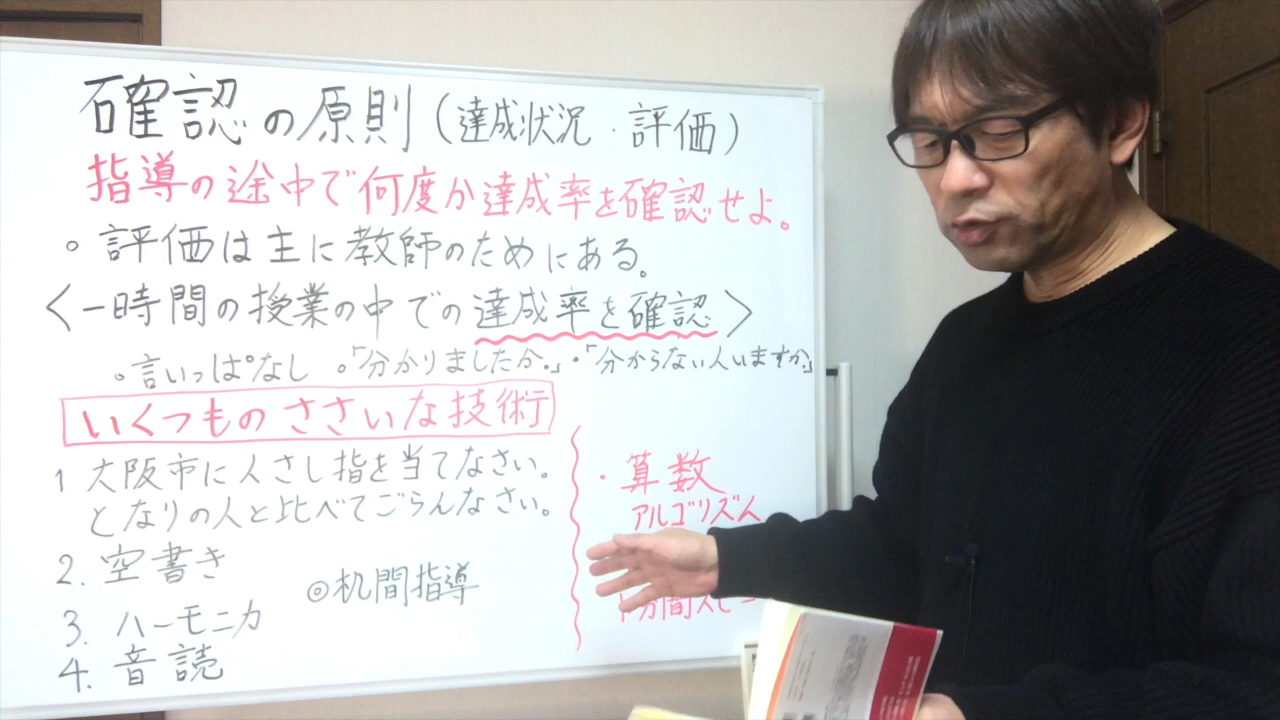 確認の原則(達成状況・評価)
指導の途中で何度か達成率を確認せよ。
。評価は主に教師のためにある。
<一時間の授業の中での達成率を確認>
。言いっぱなし 。「分かりましたか。」・「分からない人いますか。」
いくつものささいな技術
1. 大阪市に人さし指を当てなさい。
となりの人と比べてごらんなさい。
2. 空書き
◎机間指導
3. ハーモニカ
4. 音読
・算数
アルゴリズム
分間スピー